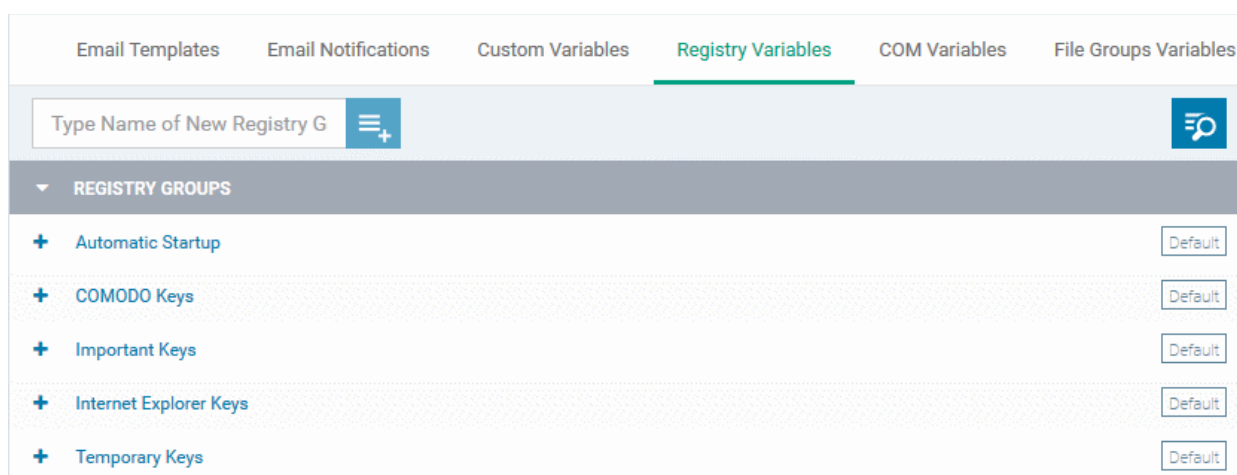 Email Templates Email Notifications Custom Variables Registry Variables COM Variables File Groups Variables
Type Name of New Registry G
REGISTRY GROUPS
Automatic Startup Default
COMODO Keys Default
Important Keys Default
Internet Explorer Keys Default
Temporary Keys Default